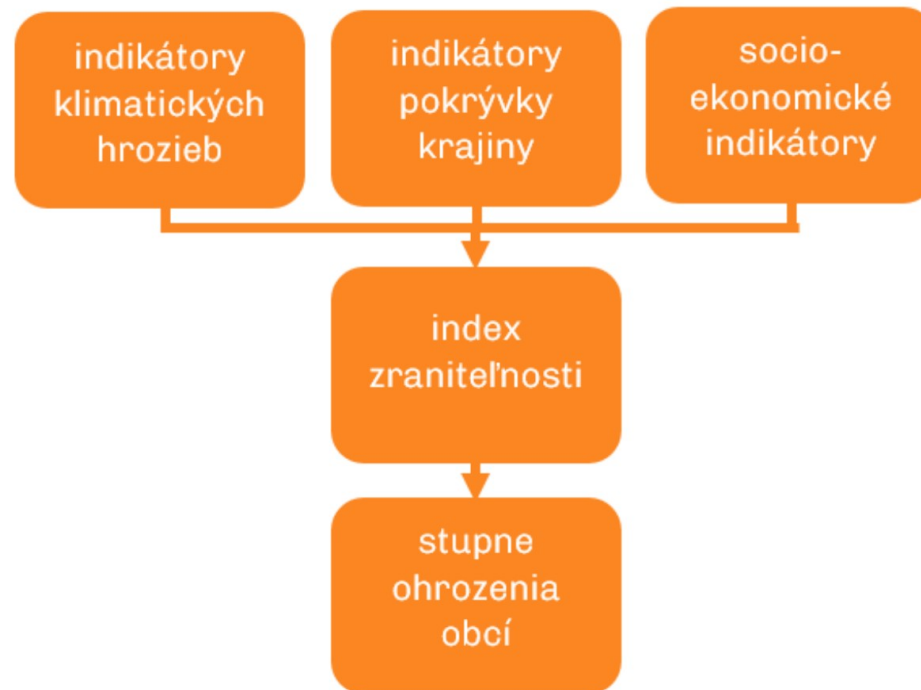 indikátory
klimatických
hrozieb
indikátory
pokrývky
krajiny
socio-
ekonomické
indikátory
index
zraniteľnosti
stupne
ohrozenia
obcí